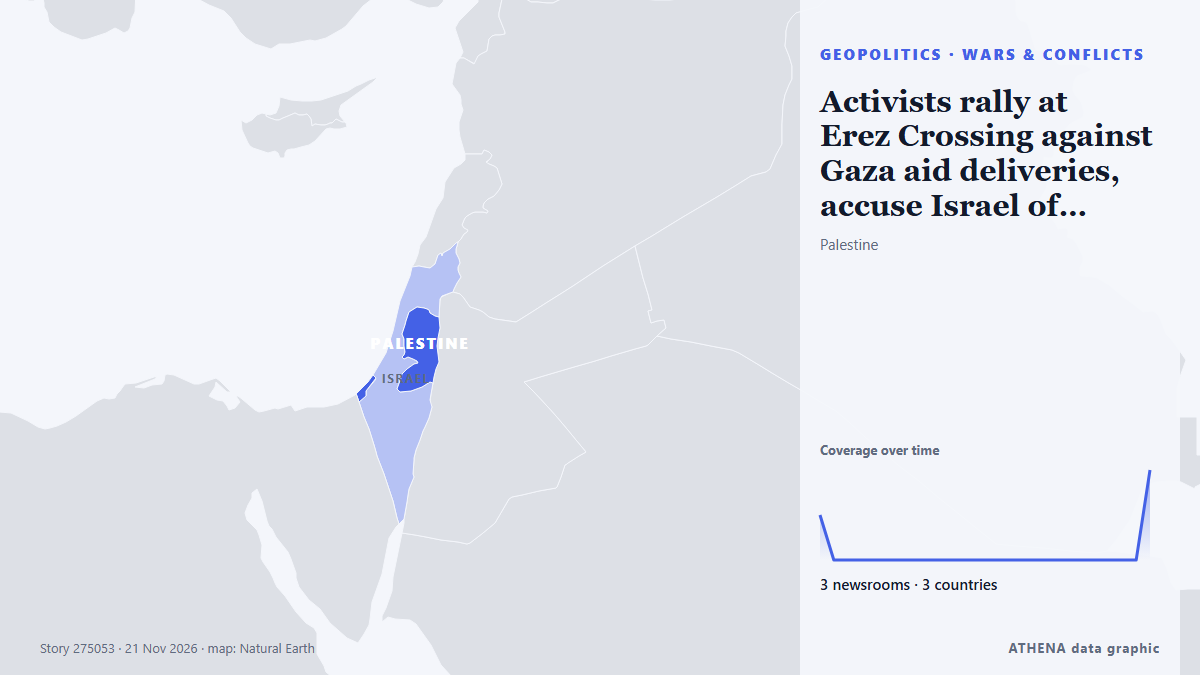 GEOPOLITICS · WARS & CONFLICTS
Activists rally at
Erez Crossing against
Gaza aid deliveries,
accuse Israel of...
Palestine
PALESTINE
ISRAEL
Coverage over time
3 newsrooms · 3 countries
Story 275053 · 21 Nov 2026 · map: Natural Earth
ATHENA data graphic